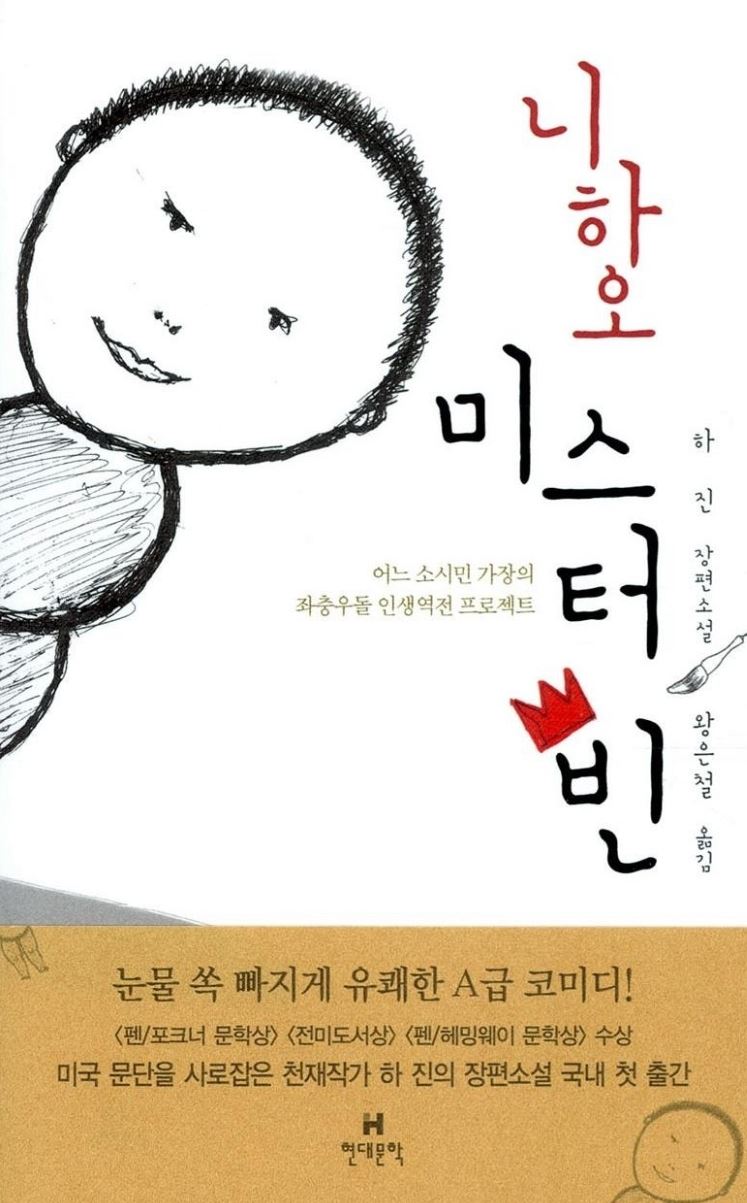 니하오
미스터 빈
하 진 장편소설
왕은철 옮김
어느 소시민 가장의
좌충우돌 인생역전 프로젝트
눈물 쏙 빠지게 유쾌한 A급 코미디!
〈펜/포크너 문학상〉 〈전미도서상〉 〈펜/헤밍웨이 문학상〉 수상
미국 문단을 사로잡은 천재작가 하 진의 장편소설 국내 첫 출간
H
현대문학